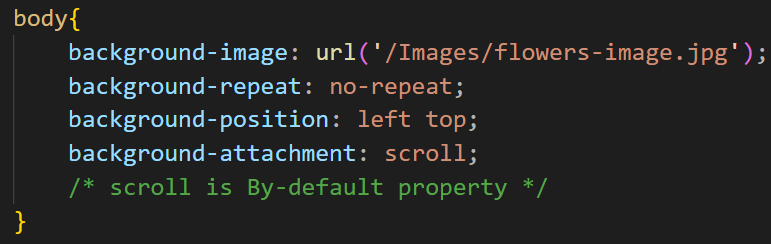 body{
background-image: url('/Images/flowers-image.jpg');
background-repeat: no-repeat;
background-position: left top;
background-attachment: scroll;
/* scroll is By-default property */
}